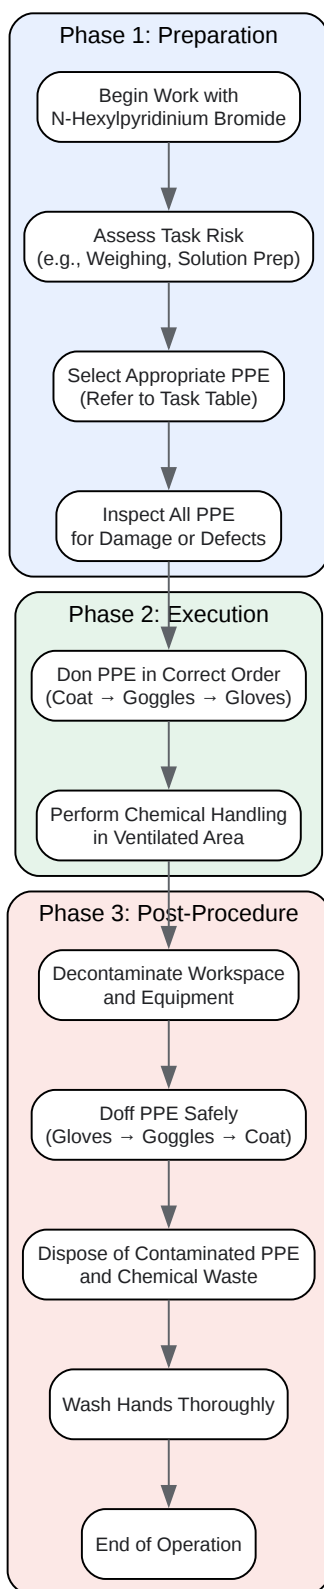 Phase 1: Preparation
Begin Work with
N-Hexylpyridinium Bromide
Assess Task Risk
(e.g., Weighing, Solution Prep)
Select Appropriate PPE
(Refer to Task Table)
Inspect All PPE
for Damage or Defects
Phase 2: Execution
Don PPE in Correct Order
(Coat → Goggles → Gloves)
Perform Chemical Handling
in Ventilated Area
Phase 3: Post-Procedure
Decontaminate Workspace
and Equipment
Doff PPE Safely
(Gloves → Goggles → Coat)
Dispose of Contaminated PPE
and Chemical Waste
Wash Hands Thoroughly
End of Operation